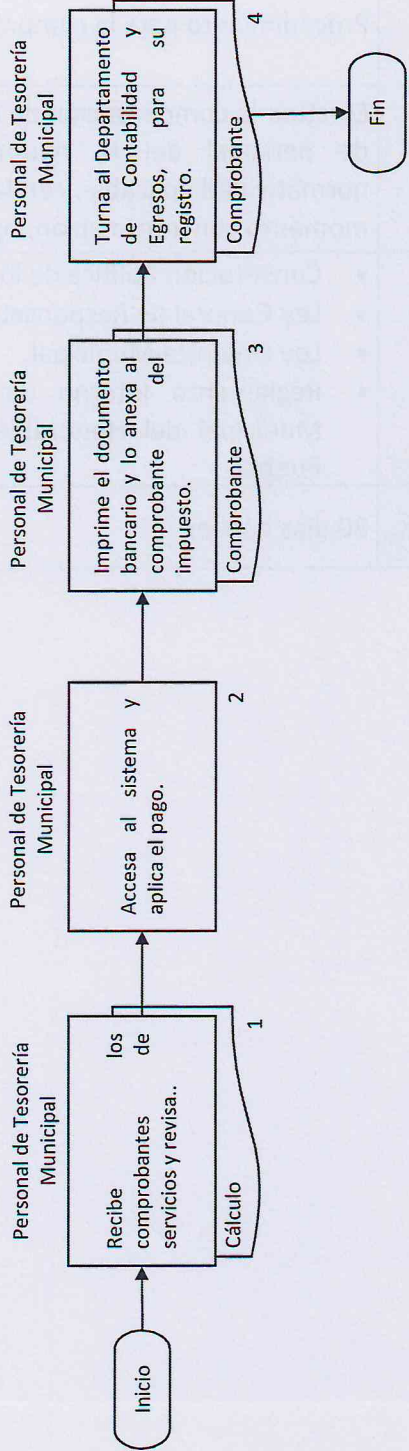 Inicio
Personal de Tesorería
Municipal
Recibe los
comprobantes de
servicios y revisa..
Cálculo
1
Personal de Tesorería
Municipal
Accesa al sistema y
aplica el pago.
2
Personal de Tesorería
Municipal
Imprime el documento
bancario y lo anexa al
comprobante del
impuesto.
Comprobante
3
Personal de Tesorería
Municipal
Turna al Departamento
de Contabilidad y
Egresos, para su
registro.
Comprobante
4
Fin